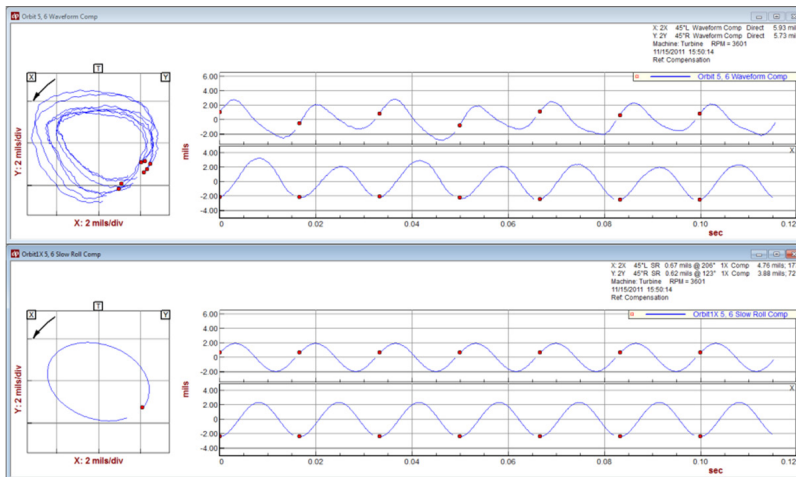 Orbit 5, 6 Waveform Comp
X: 2X 45°L Waveform Comp Direct 5.93 mil
Y: 2Y 45°R Waveform Comp Direct 5.73 mil
Machine: Turbine RPM = 3601
11/15/2011 15:50:14
Ref. Compensation
X
T
Y
Y: 2 mils/div
X: 2 mils/div
Orbit 5, 6 Waveform Comp
mils
6.00
2.00
-2.00
X
4.00
2.00
0
-2.00
-4.00
0
0.02
0.04
0.06
0.08
0.10
0.12
sec
Orbit1X 5, 6 Slow Roll Comp
X: 2X 45°L SR 0.67 mils @ 206° 1X Comp 4.76 mils; 17
Y: 2Y 45°R SR 0.62 mils @ 123° 1X Comp 3.88 mils; 72
Machine: Turbine RPM = 3601
11/15/2011 15:50:14
Ref. Compensation
X
T
Y
Y: 2 mils/div
X: 2 mils/div
Orbit1X 5, 6 Slow Roll Comp
mils
6.00
4.00
2.00
0
-2.00
X
4.00
2.00
0
-2.00
-4.00
0
0.02
0.04
0.06
0.08
0.10
0.12
sec